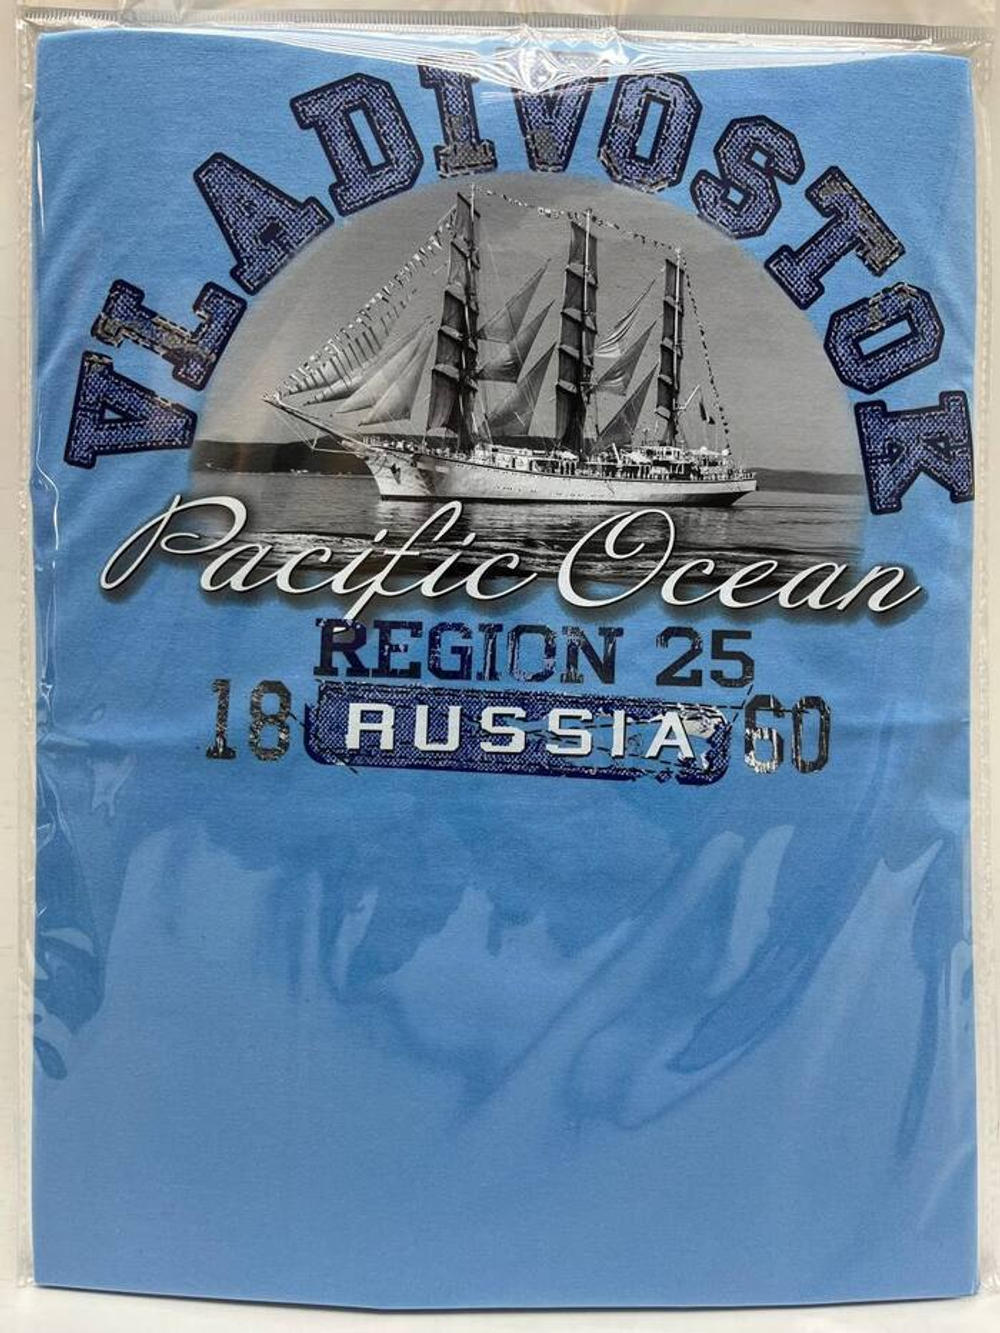 VLADIVOSTOK
Pacific Ocean
REGION 25
18 RUSSIA 60